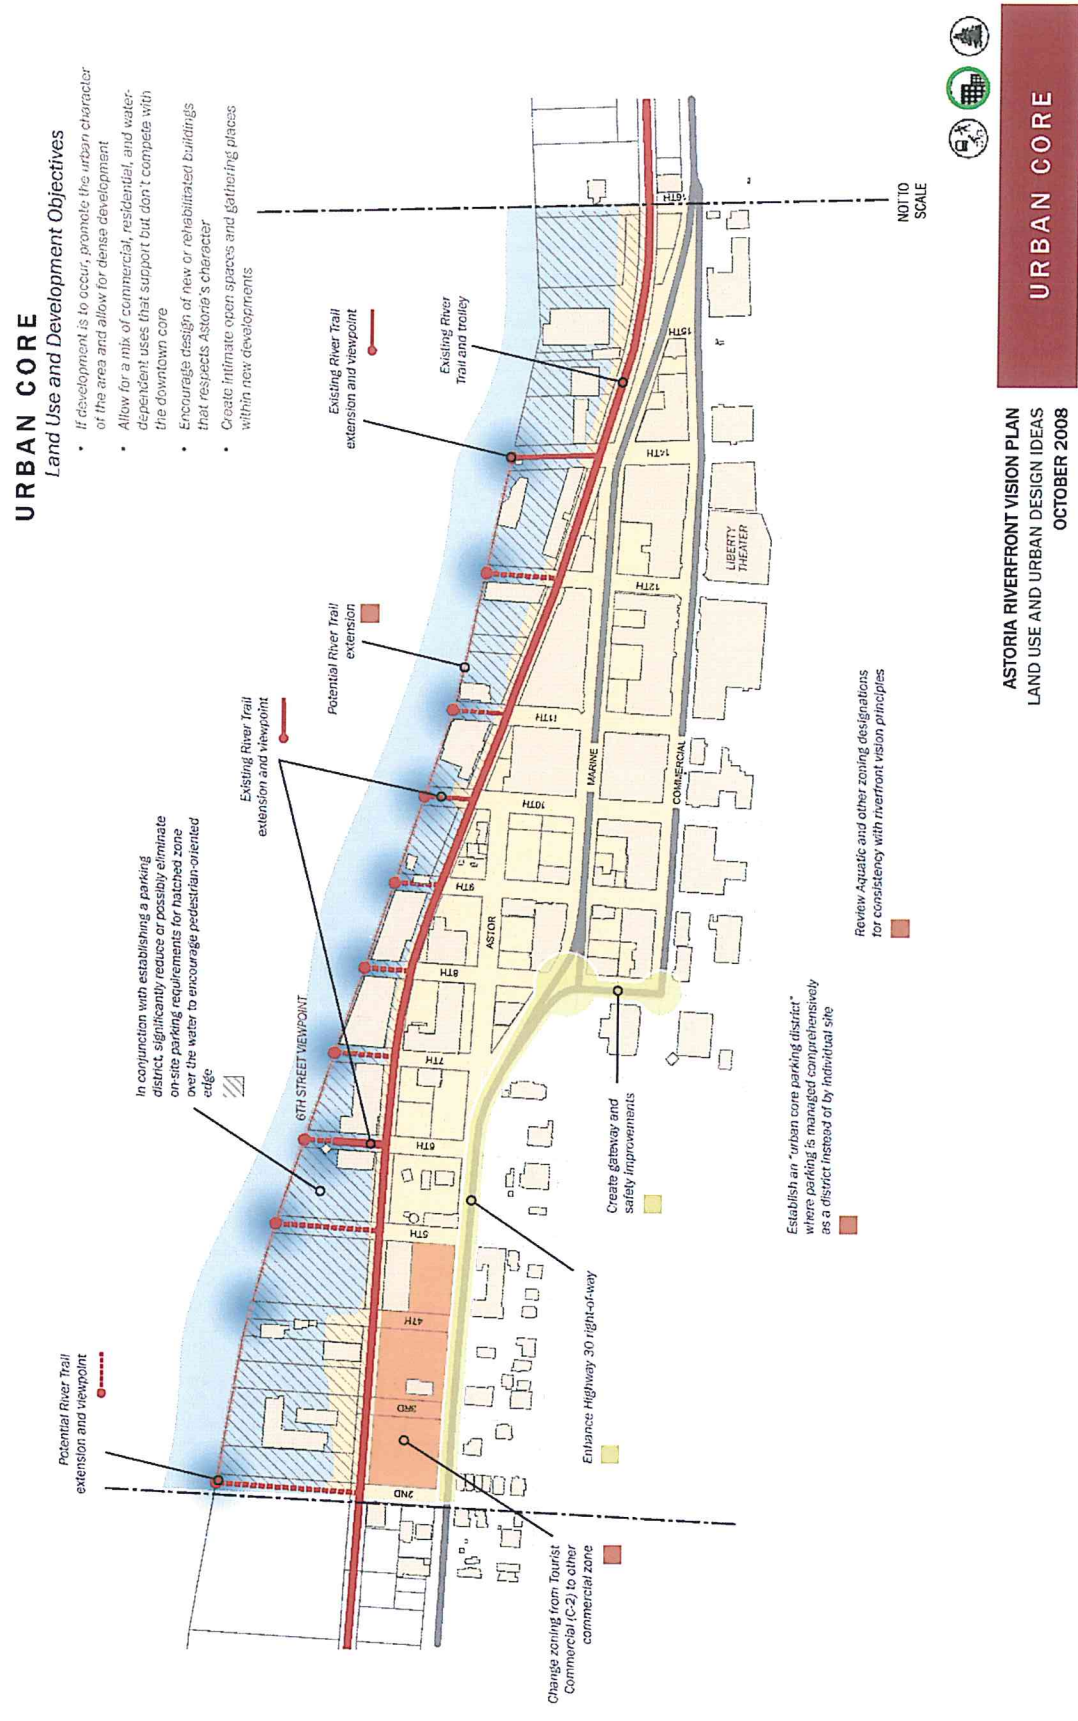 URBAN CORE
Land Use and Development Objectives
• If development is to occur, promote the urban character
of the area and allow for dense development
• Allow for a mix of commercial, residential, and water-
dependent uses that support but don't compete with
the downtown core
• Encourage design of new or rehabilitated buildings
that respects Astoria's character
• Create intimate open spaces and gathering places
within new developments
Potential River Trail
extension and viewpoint
In conjunction with establishing a parking
district, significantly reduce or possibly eliminate
on-site parking requirements for hatched zone
over the water to encourage pedestrian-oriented
edge
Existing River Trail
extension and viewpoint
Potential River Trail
extension
Existing River Trail
extension and viewpoint
Existing River
Trail and trolley
6TH STREET VIEWPOINT
2ND
3RD
4TH
5TH
6TH
7TH
8TH
9TH
10TH
11TH
12TH
14TH
15TH
16TH
ASTOR
MARINE
COMMERCIAL
LIBERTY
THEATER
NOT TO
SCALE
Change zoning from Tourist
Commercial (C-2) to other
commercial zone
Enhance Highway 30 right-of-way
Create gateway and
safety improvements
Establish an "urban core parking district"
where parking is managed comprehensively
as a district instead of by individual site
Review Aquatic and other zoning designations
for consistency with riverfront vision principles
ASTORIA RIVERFRONT VISION PLAN
LAND USE AND URBAN DESIGN IDEAS
OCTOBER 2008
URBAN CORE